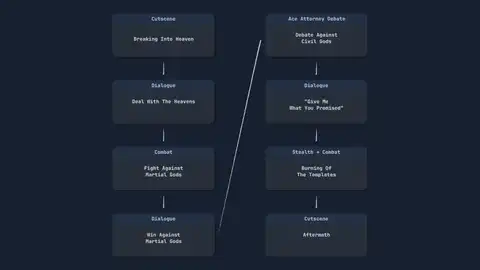 Cutscene
Breaking Into Heaven
Dialogue
Deal With The Heavens
Combat
Fight Against
Martial Gods
Dialogue
Win Against
Martial Gods
Ace Attorney Debate
Debate Against
Civil Gods
Dialogue
"Give Me
What You Promised"
Stealth + Combat
Burning Of
The Templates
Cutscene
Aftermath